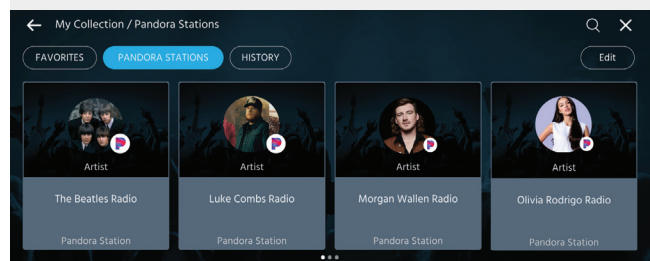 My Collection / Pandora Stations
FAVORITES PANDORA STATIONS HISTORY Edit
Artist Artist Artist Artist
The Beatles Radio Luke Combs Radio Morgan Wallen Radio Olivia Rodrigo Radio
Pandora Station Pandora Station Pandora Station Pandora Station